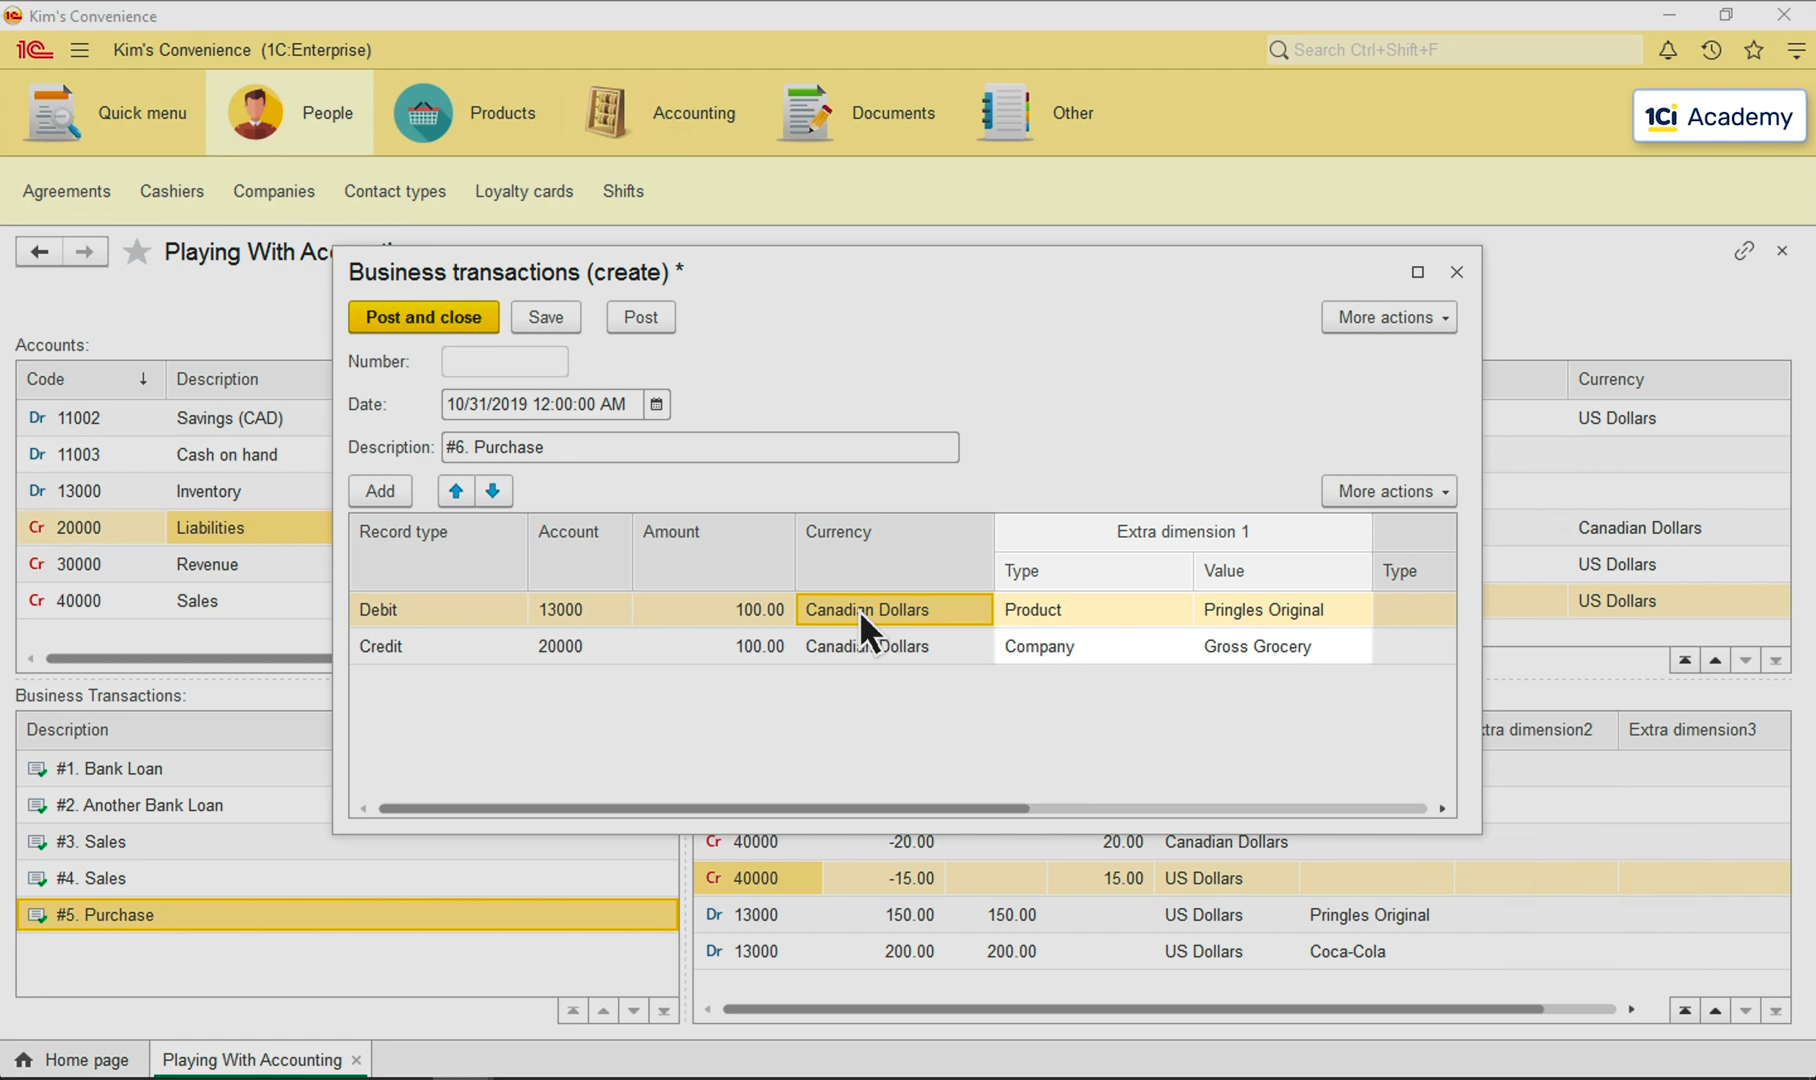 Kim's Convenience
Kim's Convenience (1C:Enterprise)
Search Ctrl+Shift+F
Quick menu
People
Products
Accounting
Documents
Other
1Ci Academy
Agreements
Cashiers
Companies
Contact types
Loyalty cards
Shifts
Playing With Acc
Business transactions (create) *
Post and close
Save
Post
More actions
Number:
Date:
10/31/2019 12:00:00 AM
Description:
#6. Purchase
Add
More actions
Record type Account Amount Currency Extra dimension 1
Type Value Type
Debit 13000 100.00 Canadian Dollars Product Pringles Original
Credit 20000 100.00 Canadian Dollars Company Gross Grocery
Accounts:
Code Description
Dr 11002 Savings (CAD)
Dr 11003 Cash on hand
Dr 13000 Inventory
Cr 20000 Liabilities
Cr 30000 Revenue
Cr 40000 Sales
Currency
US Dollars
Canadian Dollars
US Dollars
US Dollars
Business Transactions:
Description
#1. Bank Loan
#2. Another Bank Loan
#3. Sales
#4. Sales
#5. Purchase
tra dimension2 Extra dimension3
Cr 40000 -20.00 20.00 Canadian Dollars
Cr 40000 -15.00 15.00 US Dollars
Dr 13000 150.00 150.00 US Dollars Pringles Original
Dr 13000 200.00 200.00 US Dollars Coca-Cola
Home page
Playing With Accounting